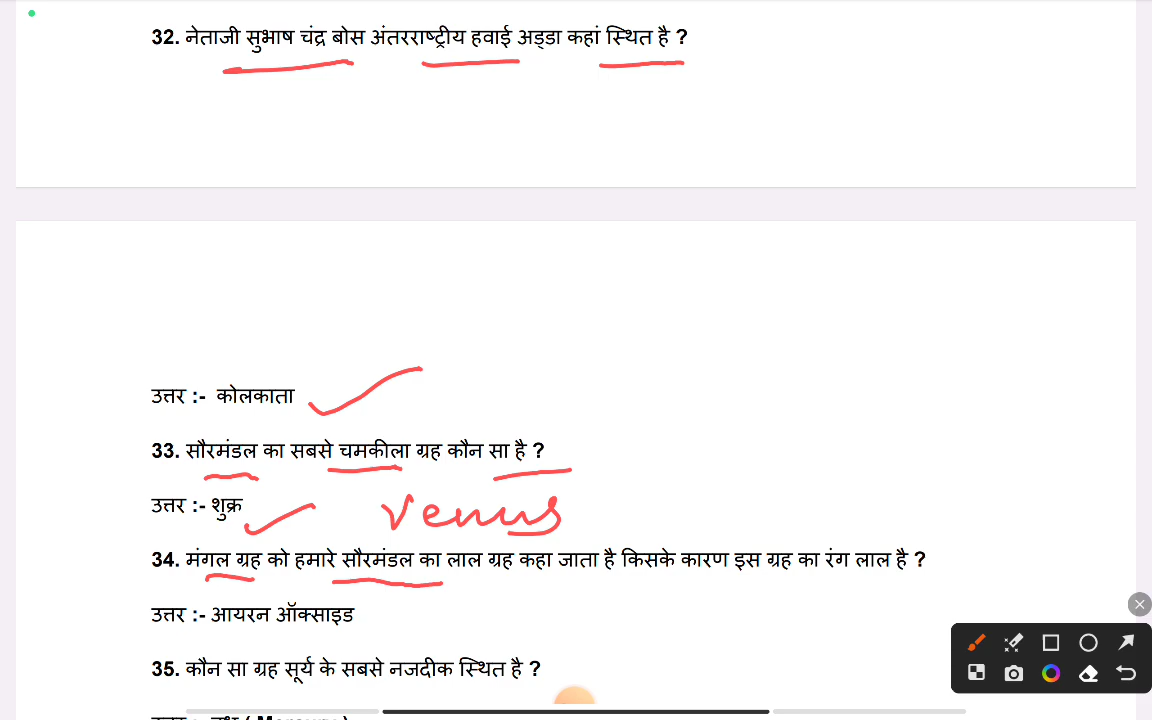 32. नेताजी सुभाष चंद्र बोस अंतरराष्ट्रीय हवाई अड्डा कहां स्थित है ?
उत्तर :- कोलकाता
33. सौरमंडल का सबसे चमकीला ग्रह कौन सा है ?
उत्तर :- शुक्र venus
34. मंगल ग्रह को हमारे सौरमंडल का लाल ग्रह कहा जाता है किसके कारण इस ग्रह का रंग लाल है ?
उत्तर :- आयरन ऑक्साइड
35. कौन सा ग्रह सूर्य के सबसे नजदीक स्थित है ?